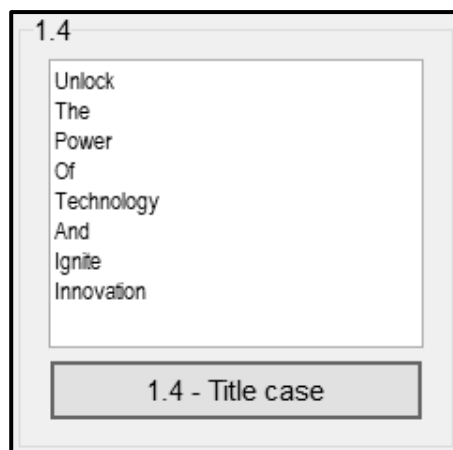 1.4
Unlock
The
Power
Of
Technology
And
Ignite
Innovation
1.4 - Title case